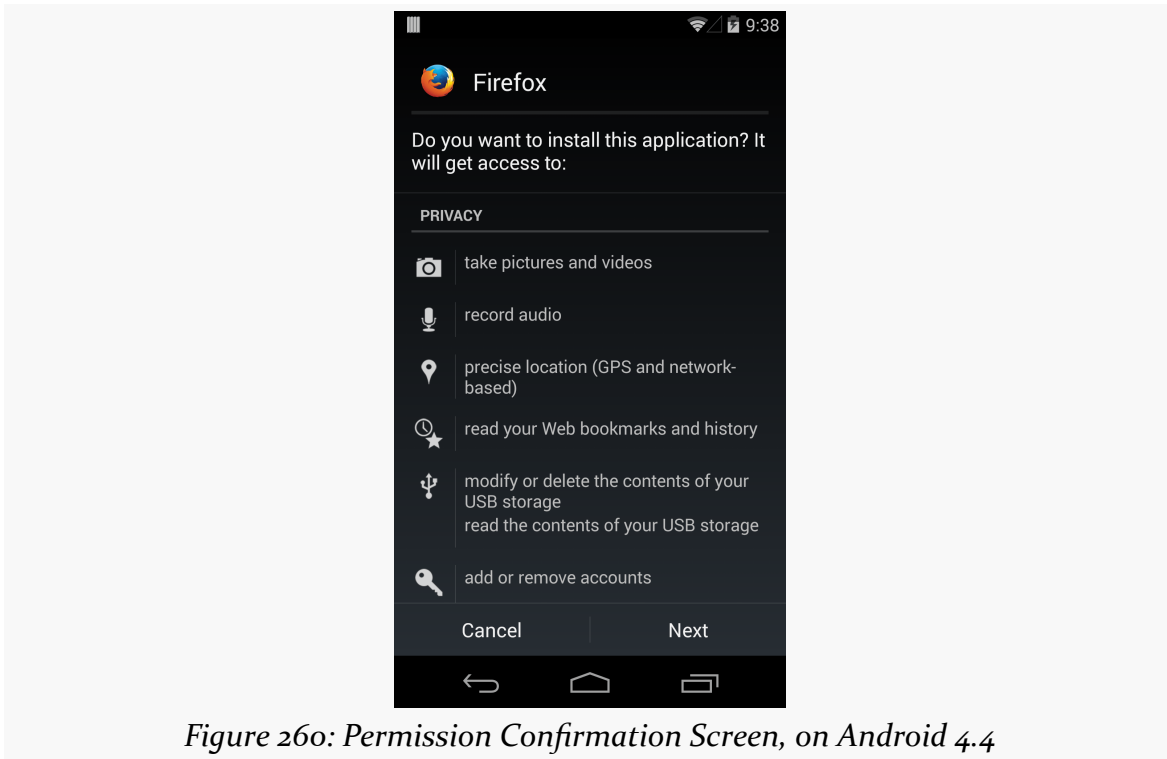 9:38
Firefox
Do you want to install this application? It
will get access to:
PRIVACY
take pictures and videos
record audio
precise location (GPS and network-
based)
read your Web bookmarks and history
modify or delete the contents of your
USB storage
read the contents of your USB storage
add or remove accounts
Cancel Next
Figure 260: Permission Confirmation Screen, on Android 4.4